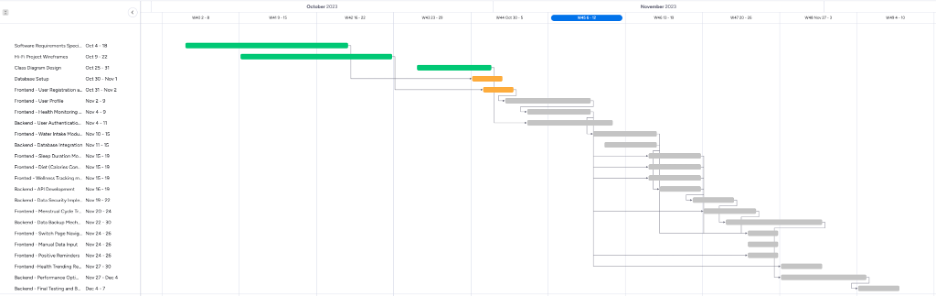 October 2023
November 2023
W40 2 - 8
W41 9 - 15
W42 16 - 22
W43 23 - 29
W44 Oct 30 - 5
W45 6 - 12
W46 13 - 19
W47 20 - 26
W48 Nov 27 - 3
W49 4 - 10
Software Requirements Speci... Oct 4 - 18
Hi-Fi Project Wireframes Oct 9 - 22
Class Diagram Design Oct 25 - 31
Database Setup Oct 30 - Nov 1
Frontend - User Registration a... Oct 31 - Nov 2
Frontend - User Profile Nov 2 - 9
Frontend - Health Monitoring ... Nov 4 - 9
Backend - User Authenticatio... Nov 4 - 11
Frontend - Water Intake Modu... Nov 10 - 15
Backend - Database Integration Nov 11 - 15
Frontend - Sleep Duration Mo... Nov 15 - 19
Frontend - Diet (Calories Con... Nov 15 - 19
Frontend - Wellness Tracking m... Nov 15 - 19
Backend - API Development Nov 16 - 19
Backend - Data Security Imple... Nov 19 - 22
Frontend - Menstrual Cycle Tr... Nov 20 - 24
Backend - Data Backup Mech... Nov 22 - 30
Frontend - Switch Page Navig... Nov 24 - 26
Frontend - Manual Data Input Nov 24 - 26
Frontend - Positive Reminders Nov 24 - 26
Frontend -Health Trending Re... Nov 27 - 30
Backend - Performance Opti... Nov 27 - Dec 4
Backend - Final Testing and B... Dec 4 - 7